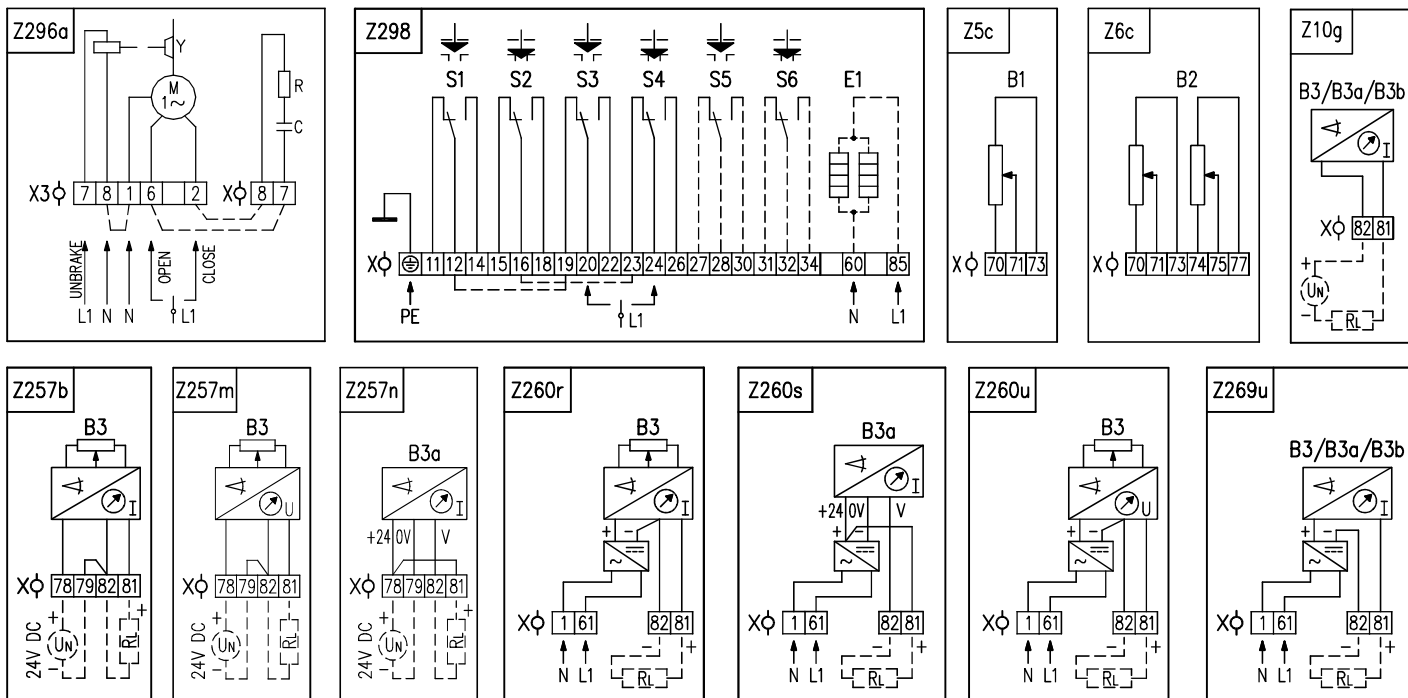 Z296a
Y
M
1~
R
C
X3 7 8 1 6 2
X 8 7
UNBRAKE
OPEN
CLOSE
L1 N N L1
Z298
S1 S2 S3 S4 S5 S6 E1
X 11 12 14 15 16 18 19 20 22 23 24 26 27 28 30 31 32 34 60 85
PE L1 N L1
Z5c
B1
X 70 71 73
Z6c
B2
X 70 71 73 74 75 77
Z10g
B3/B3a/B3b
I
X 82 81
+
UN
-
RL
Z257b
B3
I
X 78 79 82 81
24V DC
+ UN -
RL +
Z257m
B3
U
X 78 79 82 81
24V DC
+ UN -
RL +
Z257n
B3a
I
+24 0V V
X 78 79 82 81
24V DC
+ UN -
RL +
Z260r
B3
I
+ -
~
X 1 61 82 81
- +
N L1 RL
Z260s
B3a
I
+24 0V V
+ -
~
X 1 61 82 81
- +
N L1 RL
Z260u
B3
U
+ -
~
X 1 61 82 81
- +
N L1 RL
Z269u
B3/B3a/B3b
I
+ -
~
X 1 61 82 81
- +
N L1 RL